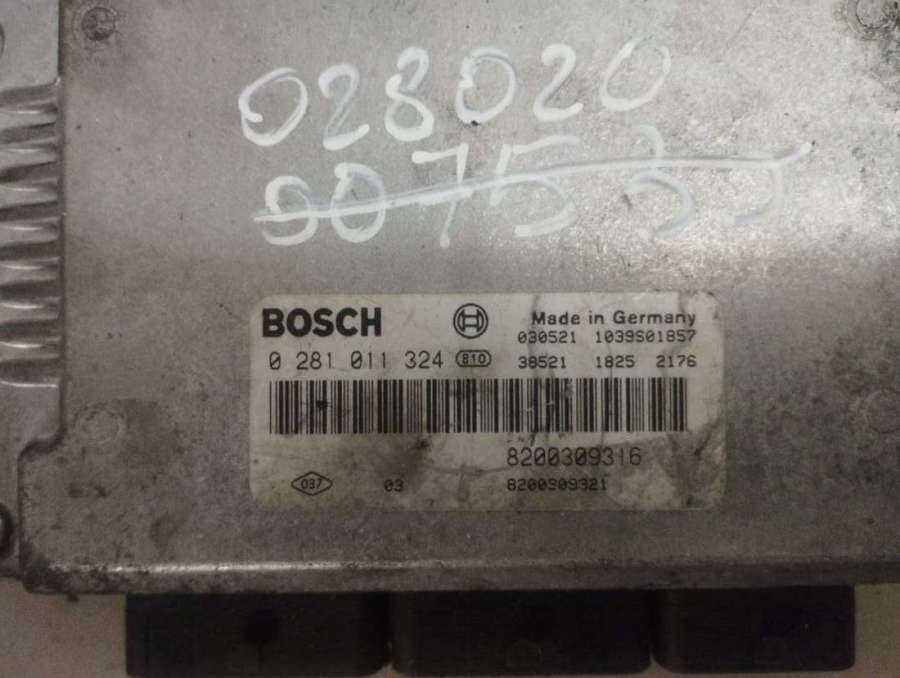 028020
00753
BOSCH Made in Germany
030521 1039S01857
0 281 011 324 810 38521 1825 2176
8200309316
037 03 8200309321